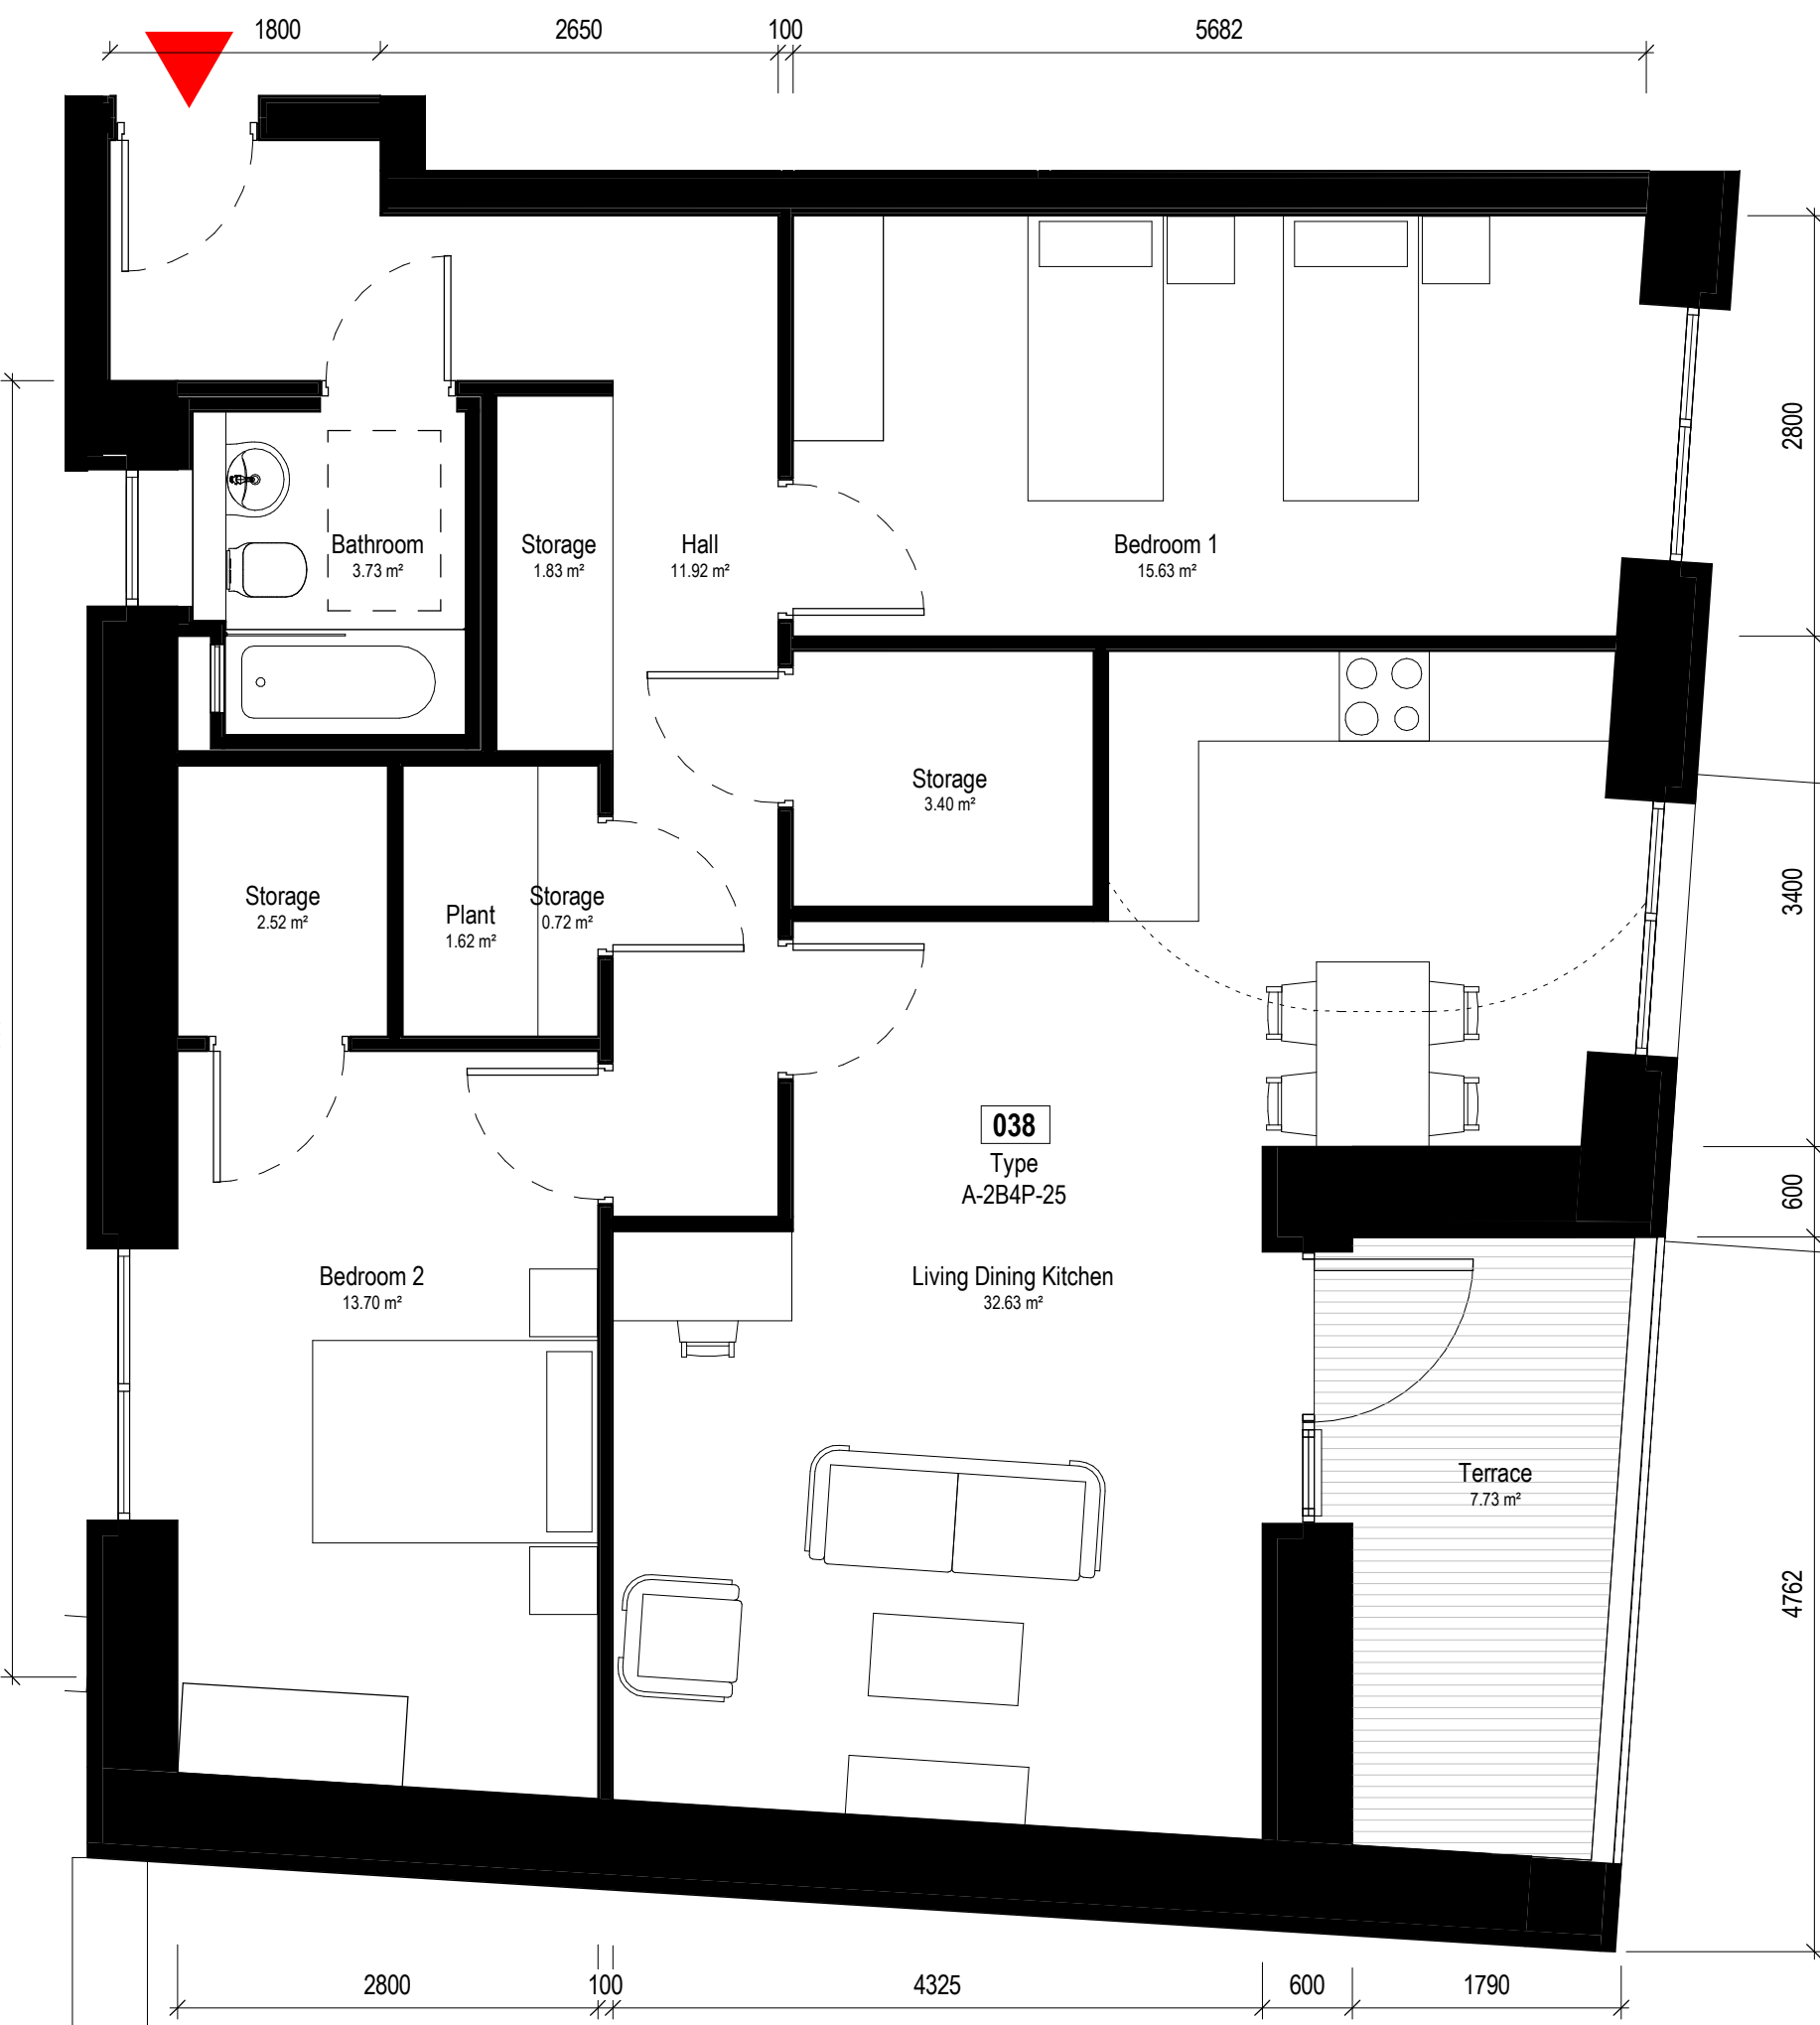 1800
2650
100
5682
2800
Bathroom
3.73 m²
Storage
1.83 m²
Hall
11.92 m²
Bedroom 1
15.63 m²
Storage
3.40 m²
3400
Storage
2.52 m²
Plant
1.62 m²
Storage
0.72 m²
038
Type
A-2B4P-25
600
Bedroom 2
13.70 m²
Living Dining Kitchen
32.63 m²
Terrace
7.73 m²
4762
2800
100
4325
600
1790